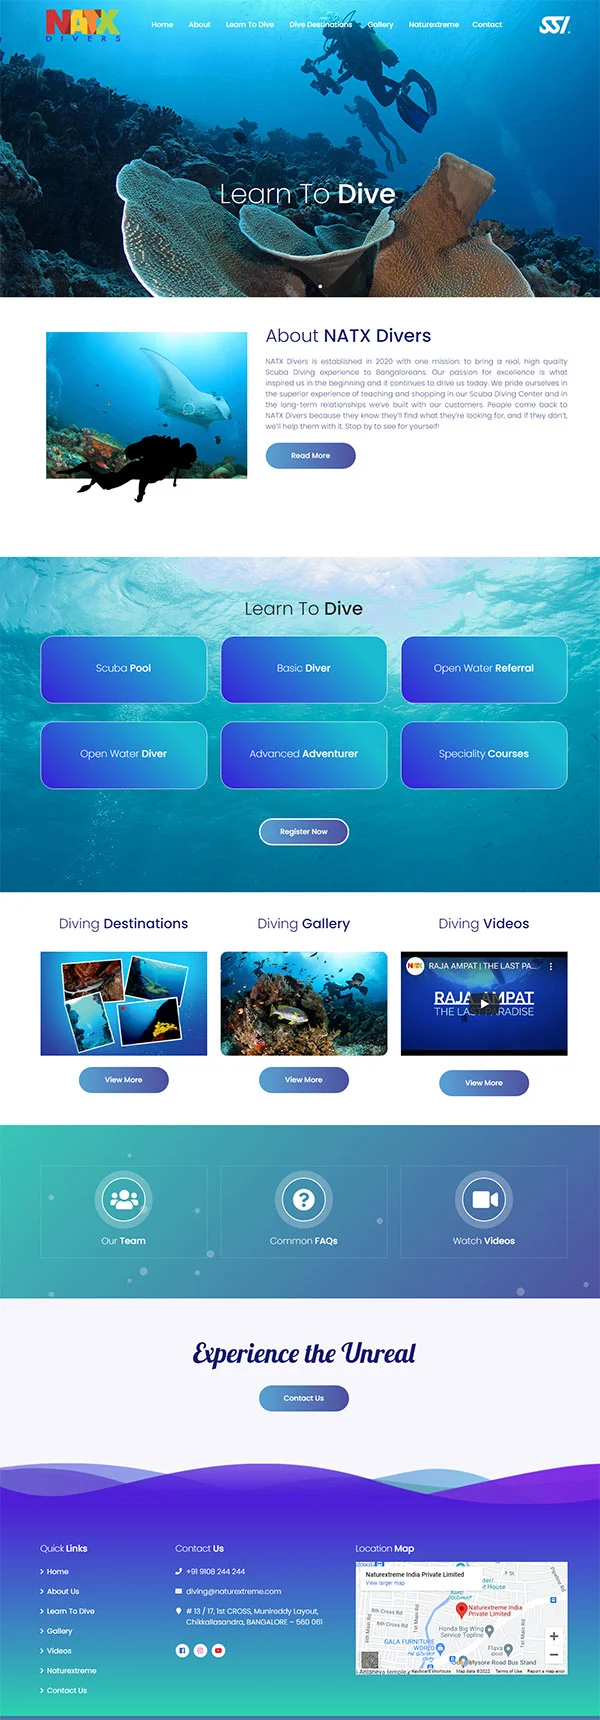 NATX
DIVERS
Home About Learn To Dive Dive Destinations Gallery Naturextreme Contact
SSI
Learn To Dive
About NATX Divers
NATX Divers is established in 2020 with one mission: to bring a real, high quality
Scuba Diving experience to Bangaloreans. Our passion for excellence is what
inspired us in the beginning and it continues to drive us today. We pride ourselves in
the superior experience of teaching and shopping in our Scuba Diving Center and in
the long-term relationships we've built with our customers. People come back to
NATX Divers because they know they'll find what they're looking for, and if they don't,
we'll help them with it. Stop by to see for yourself!
Read More
Learn To Dive
Scuba Pool
Basic Diver
Open Water Referral
Open Water Diver
Advanced Adventurer
Speciality Courses
Register Now
Diving Destinations
Diving Gallery
Diving Videos
NATX
RAJA AMPAT | THE LAST PA...
RAJA AMPAT
THE LAST PARADISE
View More
View More
View More
Our Team
Common FAQs
Watch Videos
Experience the Unreal
Contact Us
Quick Links
Home
About Us
Learn To Dive
Gallery
Videos
Naturextreme
Contact Us
Contact Us
+91 9108 244 244
diving@naturextreme.com
# 13 / 17, 1st CROSS, Munireddy Layout,
Chikkallasandra, BANGALORE – 560 061
Location Map
Naturextreme India Private Limited
View larger map
Naturextreme India
Private Limited
8th Cross Rd
Honda Big Wing
Service Topline
GALA FURNITURE
WORLD
Flava
Mysore Road Bus Stand
Anjaneya temple
Keyboard shortcuts Map data ©2022 Terms of Use Report a map error